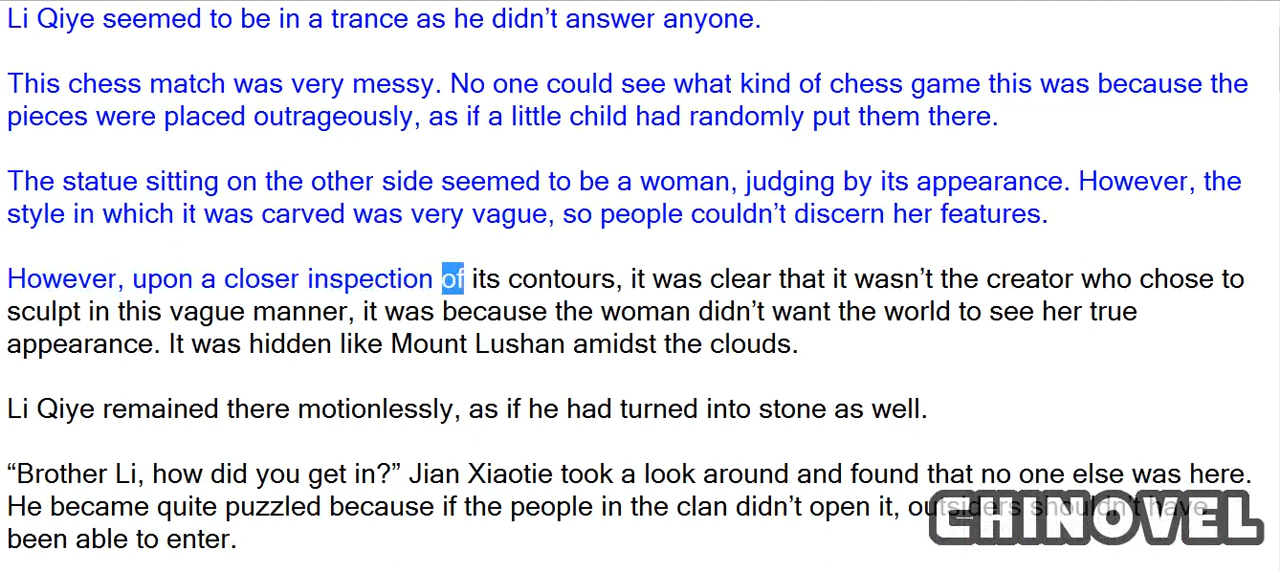 Li Qiye seemed to be in a trance as he didn’t answer anyone.
This chess match was very messy. No one could see what kind of chess game this was because the
pieces were placed outrageously, as if a little child had randomly put them there.
The statue sitting on the other side seemed to be a woman, judging by its appearance. However, the
style in which it was carved was very vague, so people couldn’t discern her features.
However, upon a closer inspection of its contours, it was clear that it wasn’t the creator who chose to
sculpt in this vague manner, it was because the woman didn’t want the world to see her true
appearance. It was hidden like Mount Lushan amidst the clouds.
Li Qiye remained there motionlessly, as if he had turned into stone as well.
“Brother Li, how did you get in?” Jian Xiaotie took a look around and found that no one else was here.
He became quite puzzled because if the people in the clan didn’t open it, outsiders shouldn’t have
been able to enter.
CHINOVEL